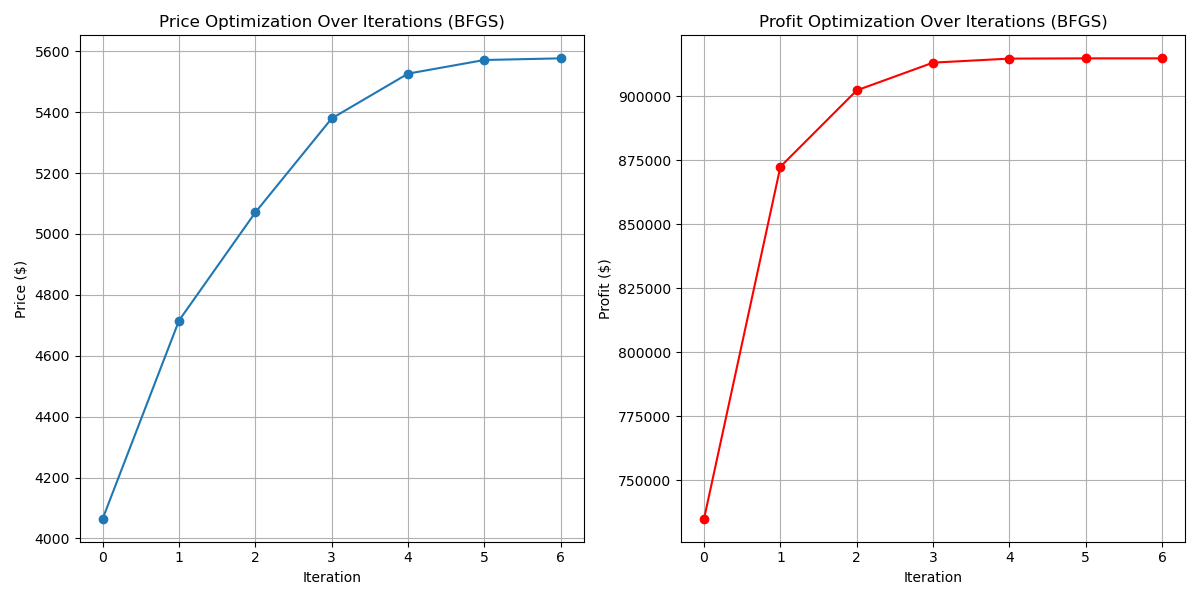 Price Optimization Over Iterations (BFGS)
Price ($)
5600
5400
5200
5000
4800
4600
4400
4200
4000
0 1 2 3 4 5 6
Iteration
Profit Optimization Over Iterations (BFGS)
Profit ($)
900000
875000
850000
825000
800000
775000
750000
0 1 2 3 4 5 6
Iteration